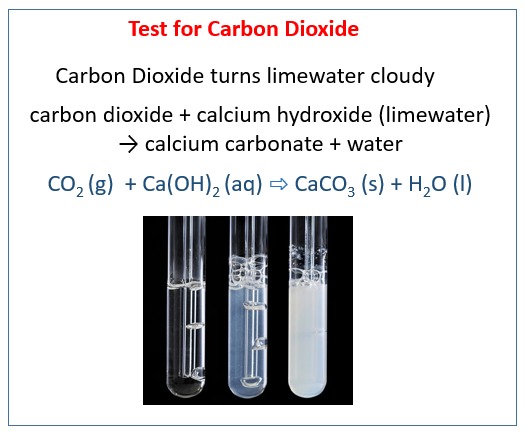 Test for Carbon Dioxide
Carbon Dioxide turns limewater cloudy
carbon dioxide + calcium hydroxide (limewater)
→ calcium carbonate + water
CO₂ (g) + Ca(OH)₂ (aq) ⇨ CaCO₃ (s) + H₂O (l)